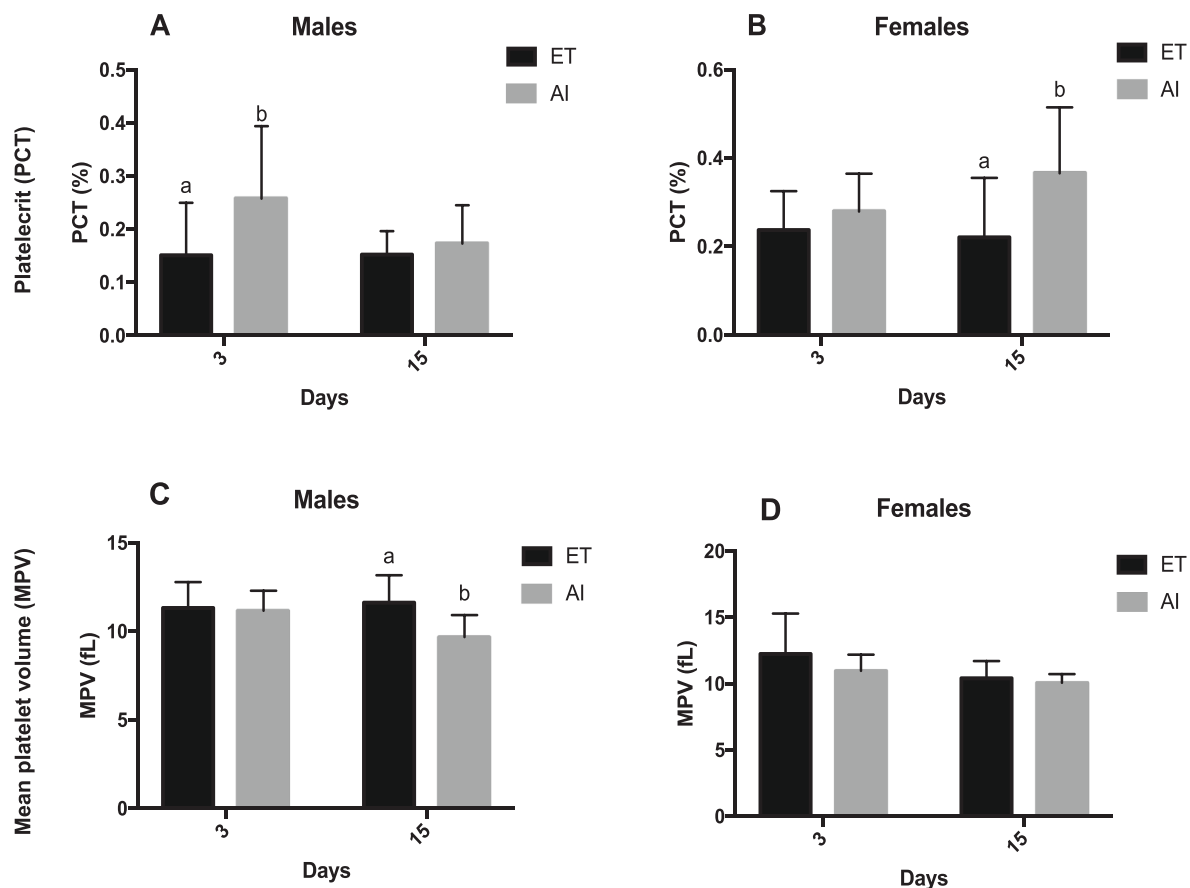 A
Males
ET
AI
Platelecrit (PCT)
PCT (%)
0.5
0.4
0.3
0.2
0.1
0.0
a
b
3
15
Days
B
Females
ET
AI
PCT (%)
0.6
0.4
0.2
0.0
a
b
3
15
Days
C
Males
ET
AI
Mean platelet volume (MPV)
MPV (fL)
15
10
5
0
a
b
3
15
Days
D
Females
ET
AI
MPV (fL)
20
15
10
5
0
3
15
Days